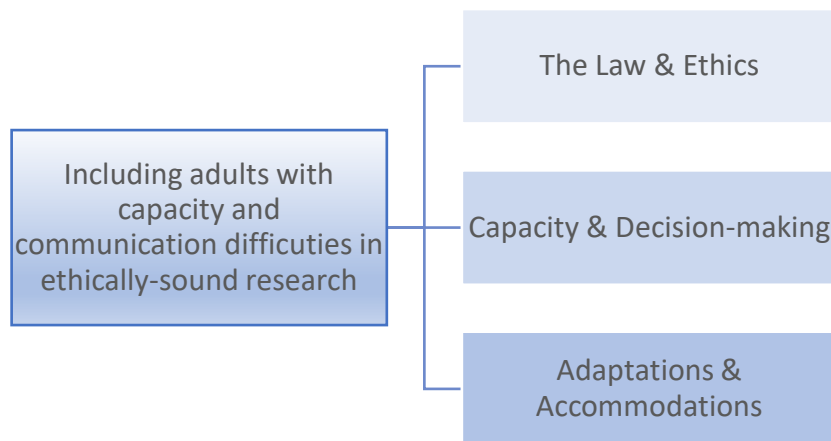 Including adults with
capacity and
communication difficuties in
ethically-sound research
The Law & Ethics
Capacity & Decision-making
Adaptations &
Accommodations